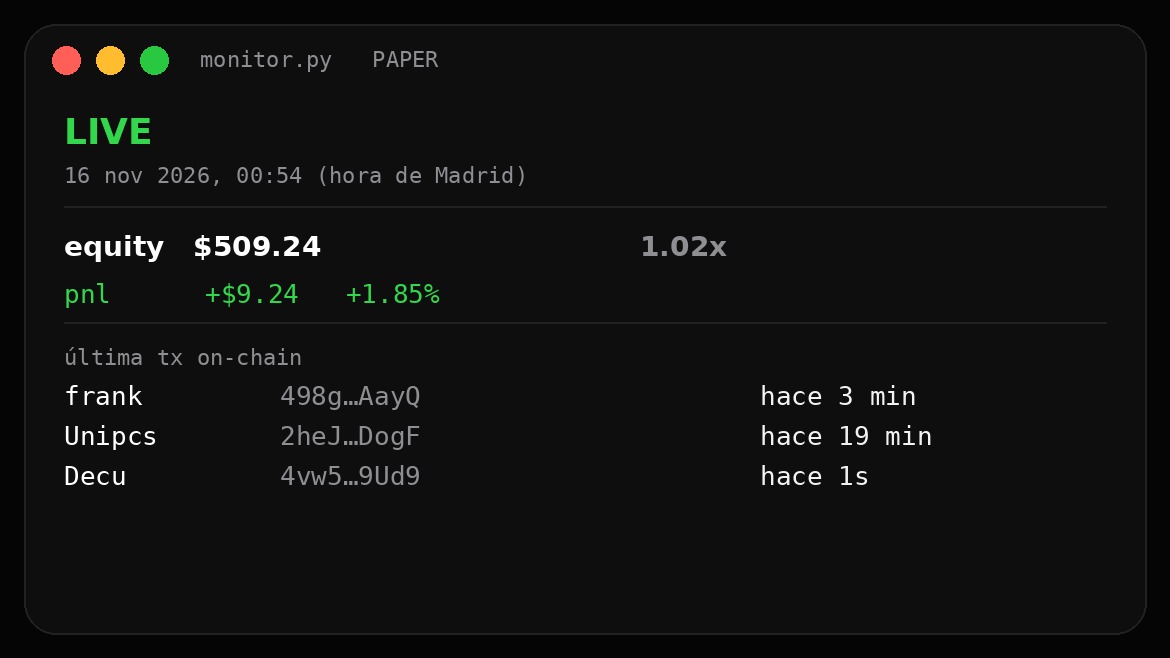 monitor.py PAPER
LIVE
16 nov 2026, 00:54 (hora de Madrid)
equity $509.24 1.02x
pnl +$9.24 +1.85%
última tx on-chain
frank 498g…AayQ hace 3 min
Unipcs 2heJ…DogF hace 19 min
Decu 4vw5…9Ud9 hace 1s